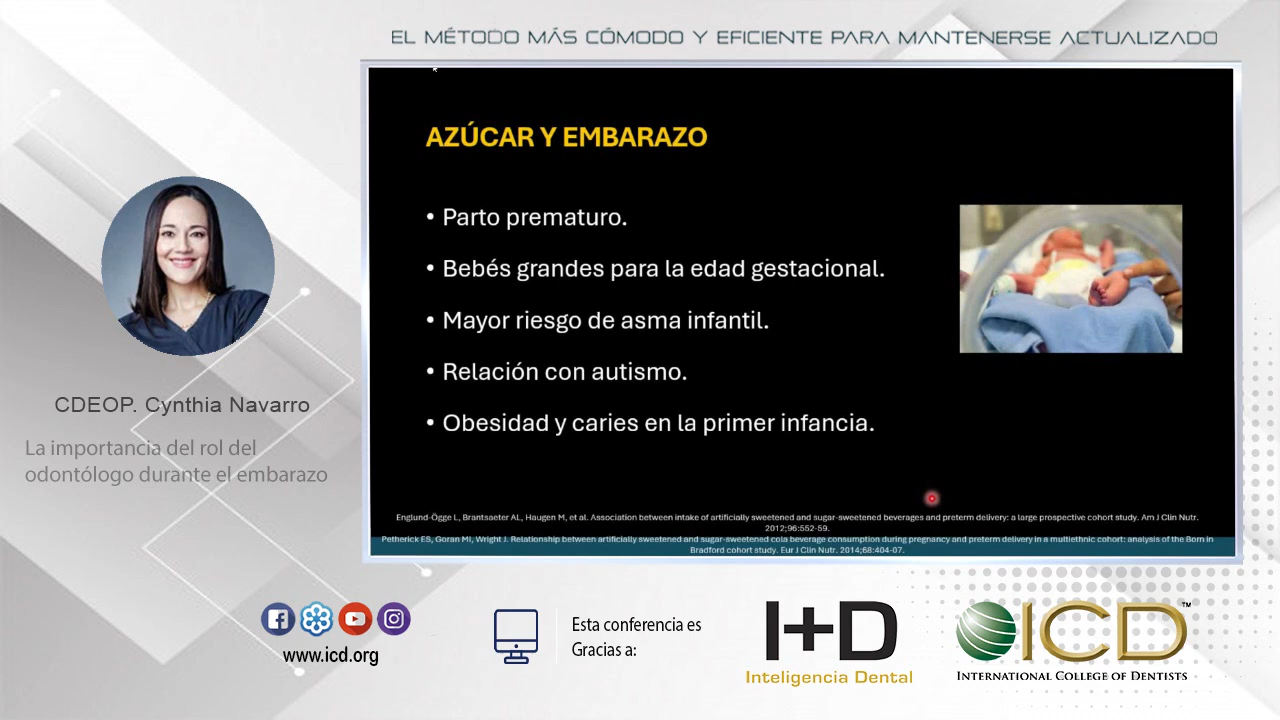 EL MÉTODO MÁS CÓMODO Y EFICIENTE PARA MANTENERSE ACTUALIZADO
AZÚCAR Y EMBARAZO
• Parto prematuro.
• Bebés grandes para la edad gestacional.
• Mayor riesgo de asma infantil.
• Relación con autismo.
• Obesidad y caries en la primer infancia.
Englund-Ögge L, Brantsaeter AL, Haugen M, et al. Association between intake of artificially sweetened and sugar-sweetened beverages and preterm delivery: a large prospective cohort study. Am J Clin Nutr.
2012;96:552-59.
Petherick ES, Goran MI, Wright J. Relationship between artificially sweetened and sugar-sweetened cola beverage consumption during pregnancy and preterm delivery in a multiethnic cohort: analysis of the Born in
Bradford cohort study. Eur J Clin Nutr. 2014;68:404-07.
CDEOP. Cynthia Navarro
La importancia del rol del
odontólogo durante el embarazo
www.icd.org
Esta conferencia es
Gracias a:
I+D
Inteligencia Dental
ICD™
INTERNATIONAL COLLEGE OF DENTISTS